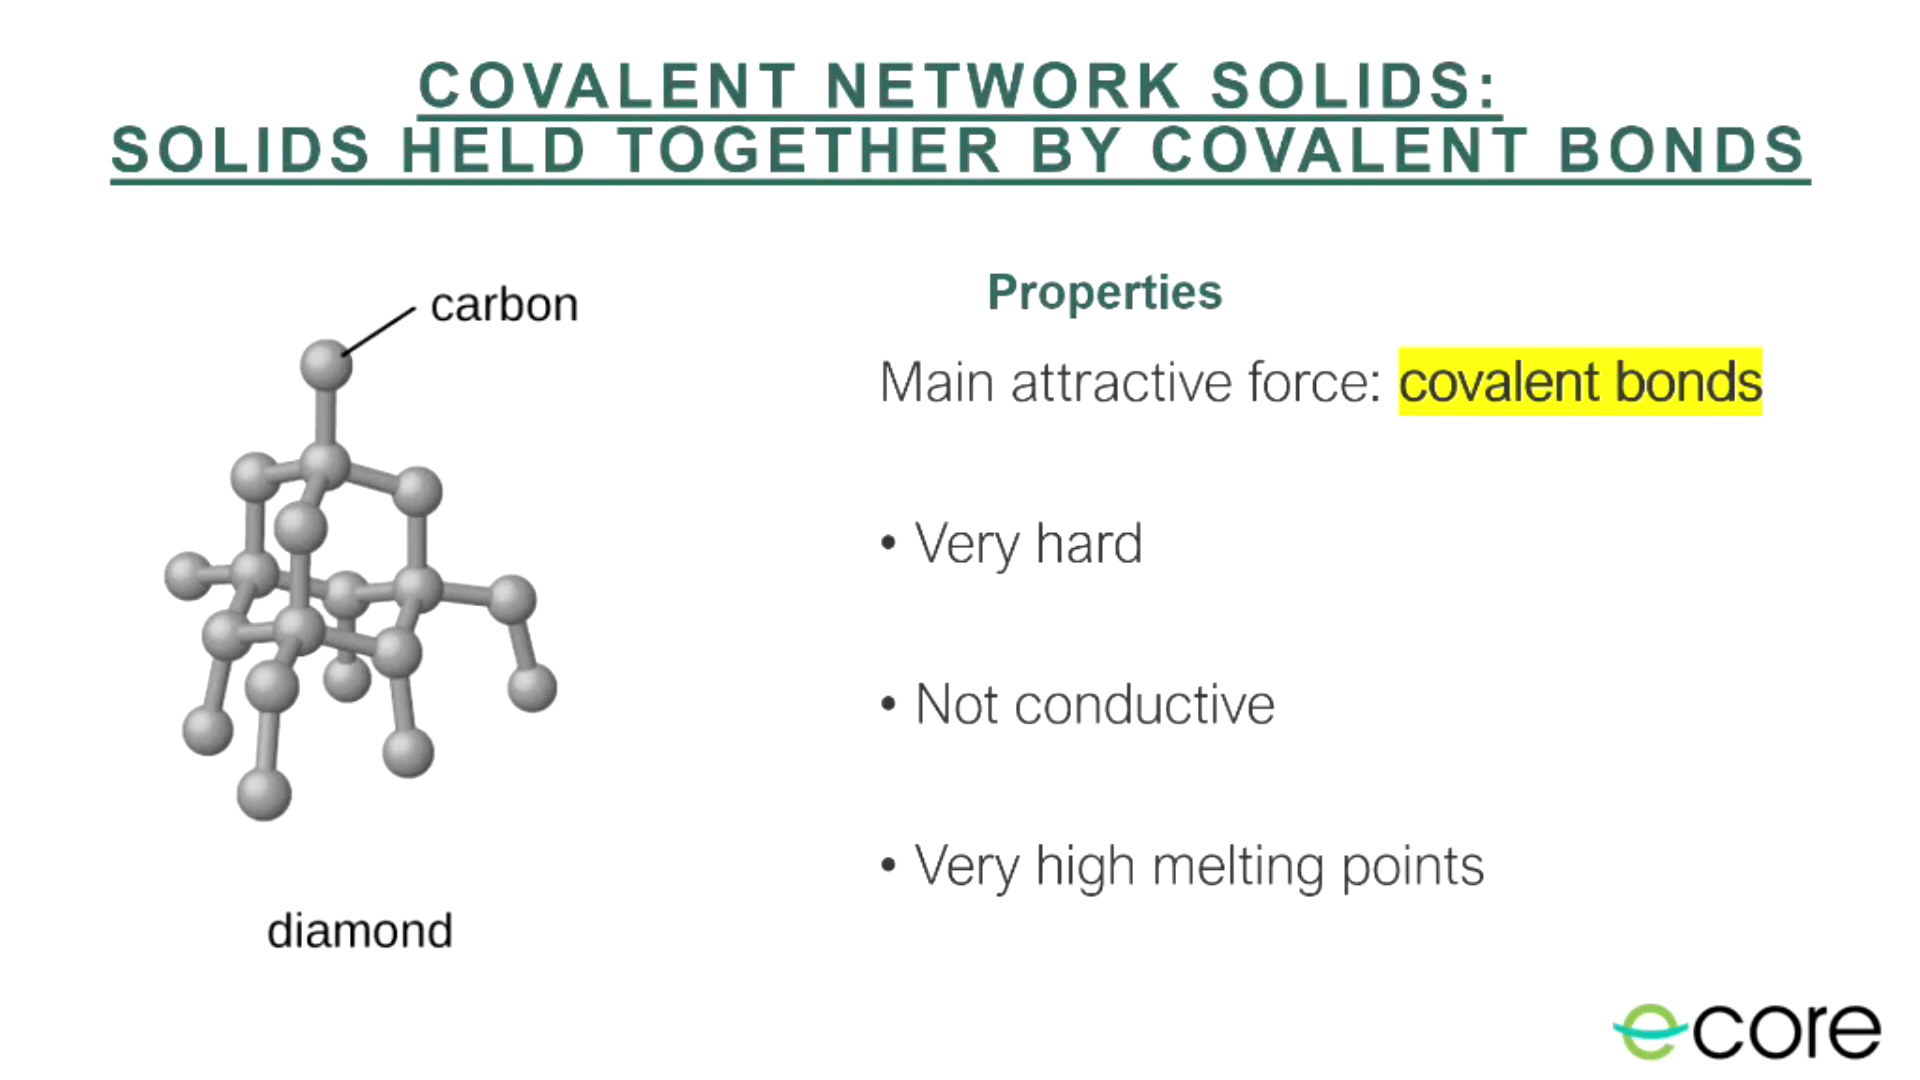 COVALENT NETWORK SOLIDS:
SOLIDS HELD TOGETHER BY COVALENT BONDS
carbon
diamond
Properties
Main attractive force: covalent bonds
• Very hard
• Not conductive
• Very high melting points
ecore